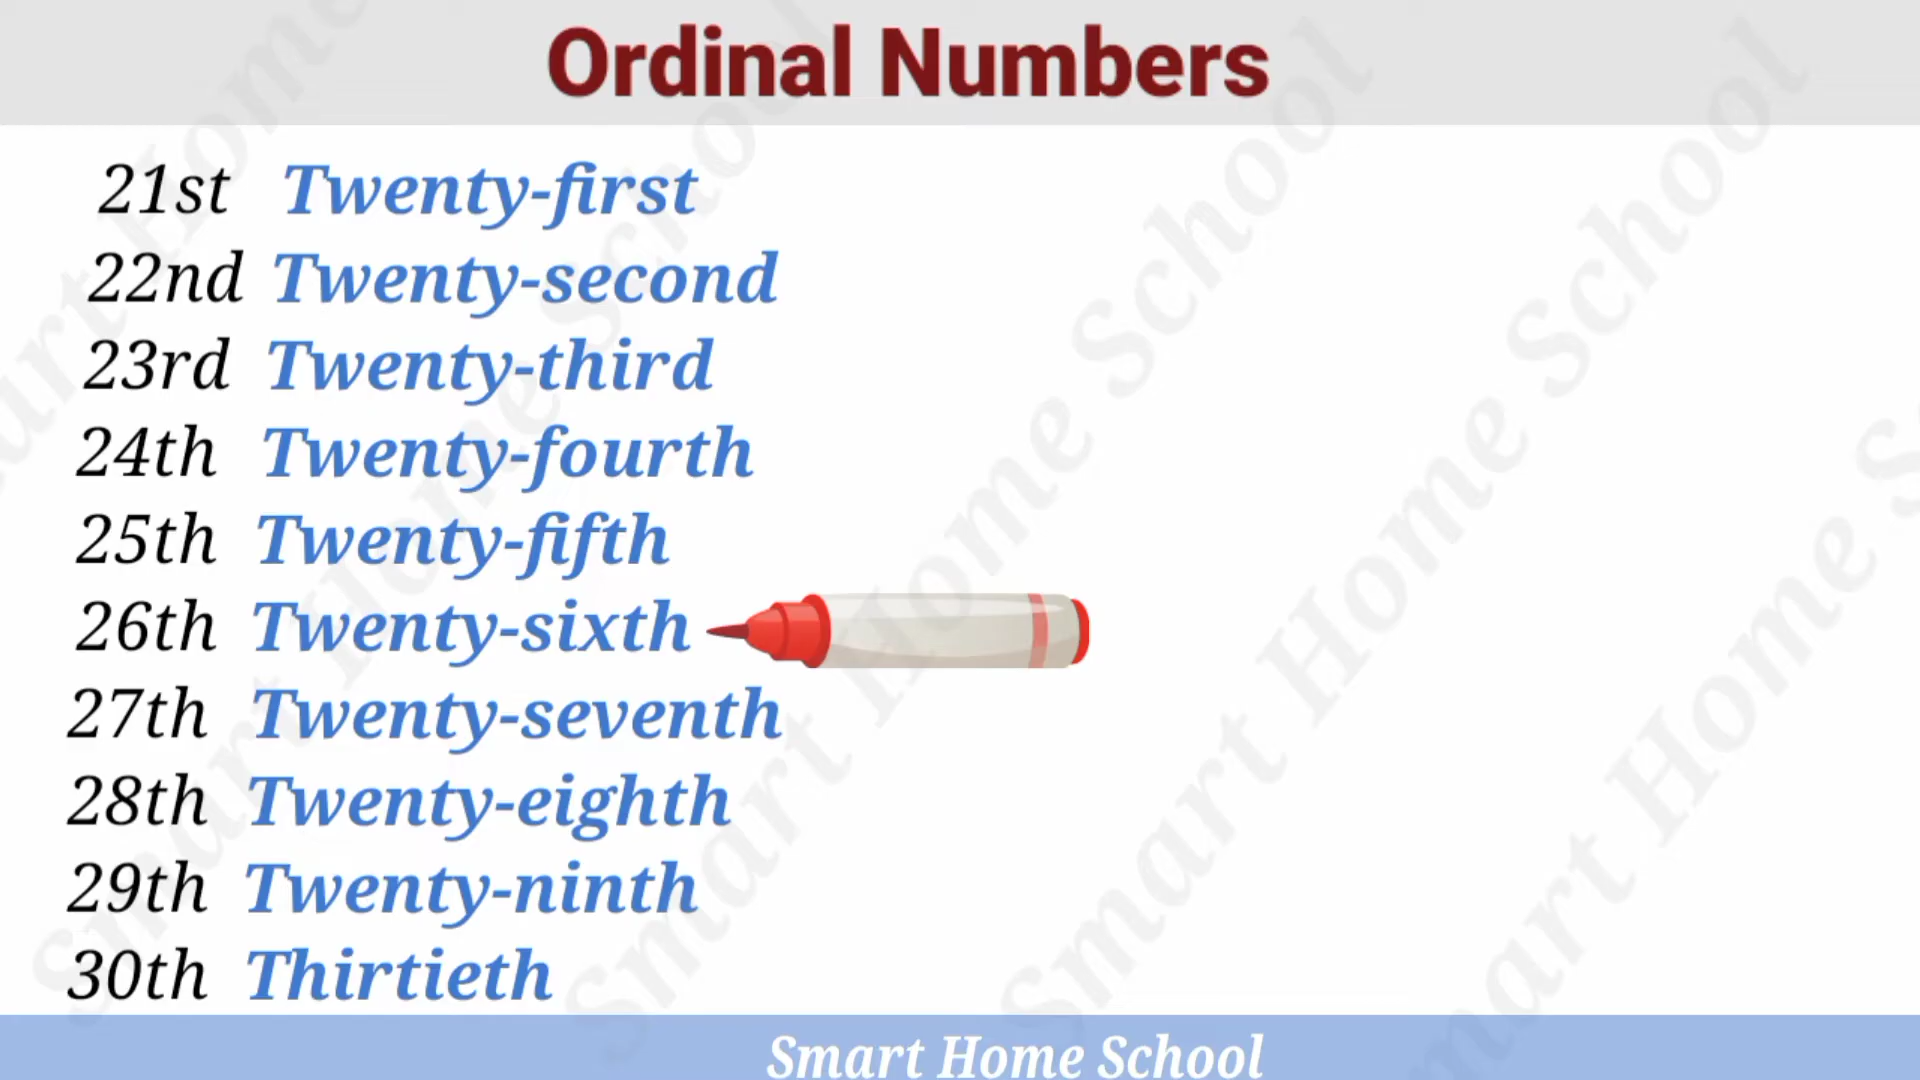 Ordinal Numbers
21st Twenty-first
22nd Twenty-second
23rd Twenty-third
24th Twenty-fourth
25th Twenty-fifth
26th Twenty-sixth
27th Twenty-seventh
28th Twenty-eighth
29th Twenty-ninth
30th Thirtieth
Smart Home School